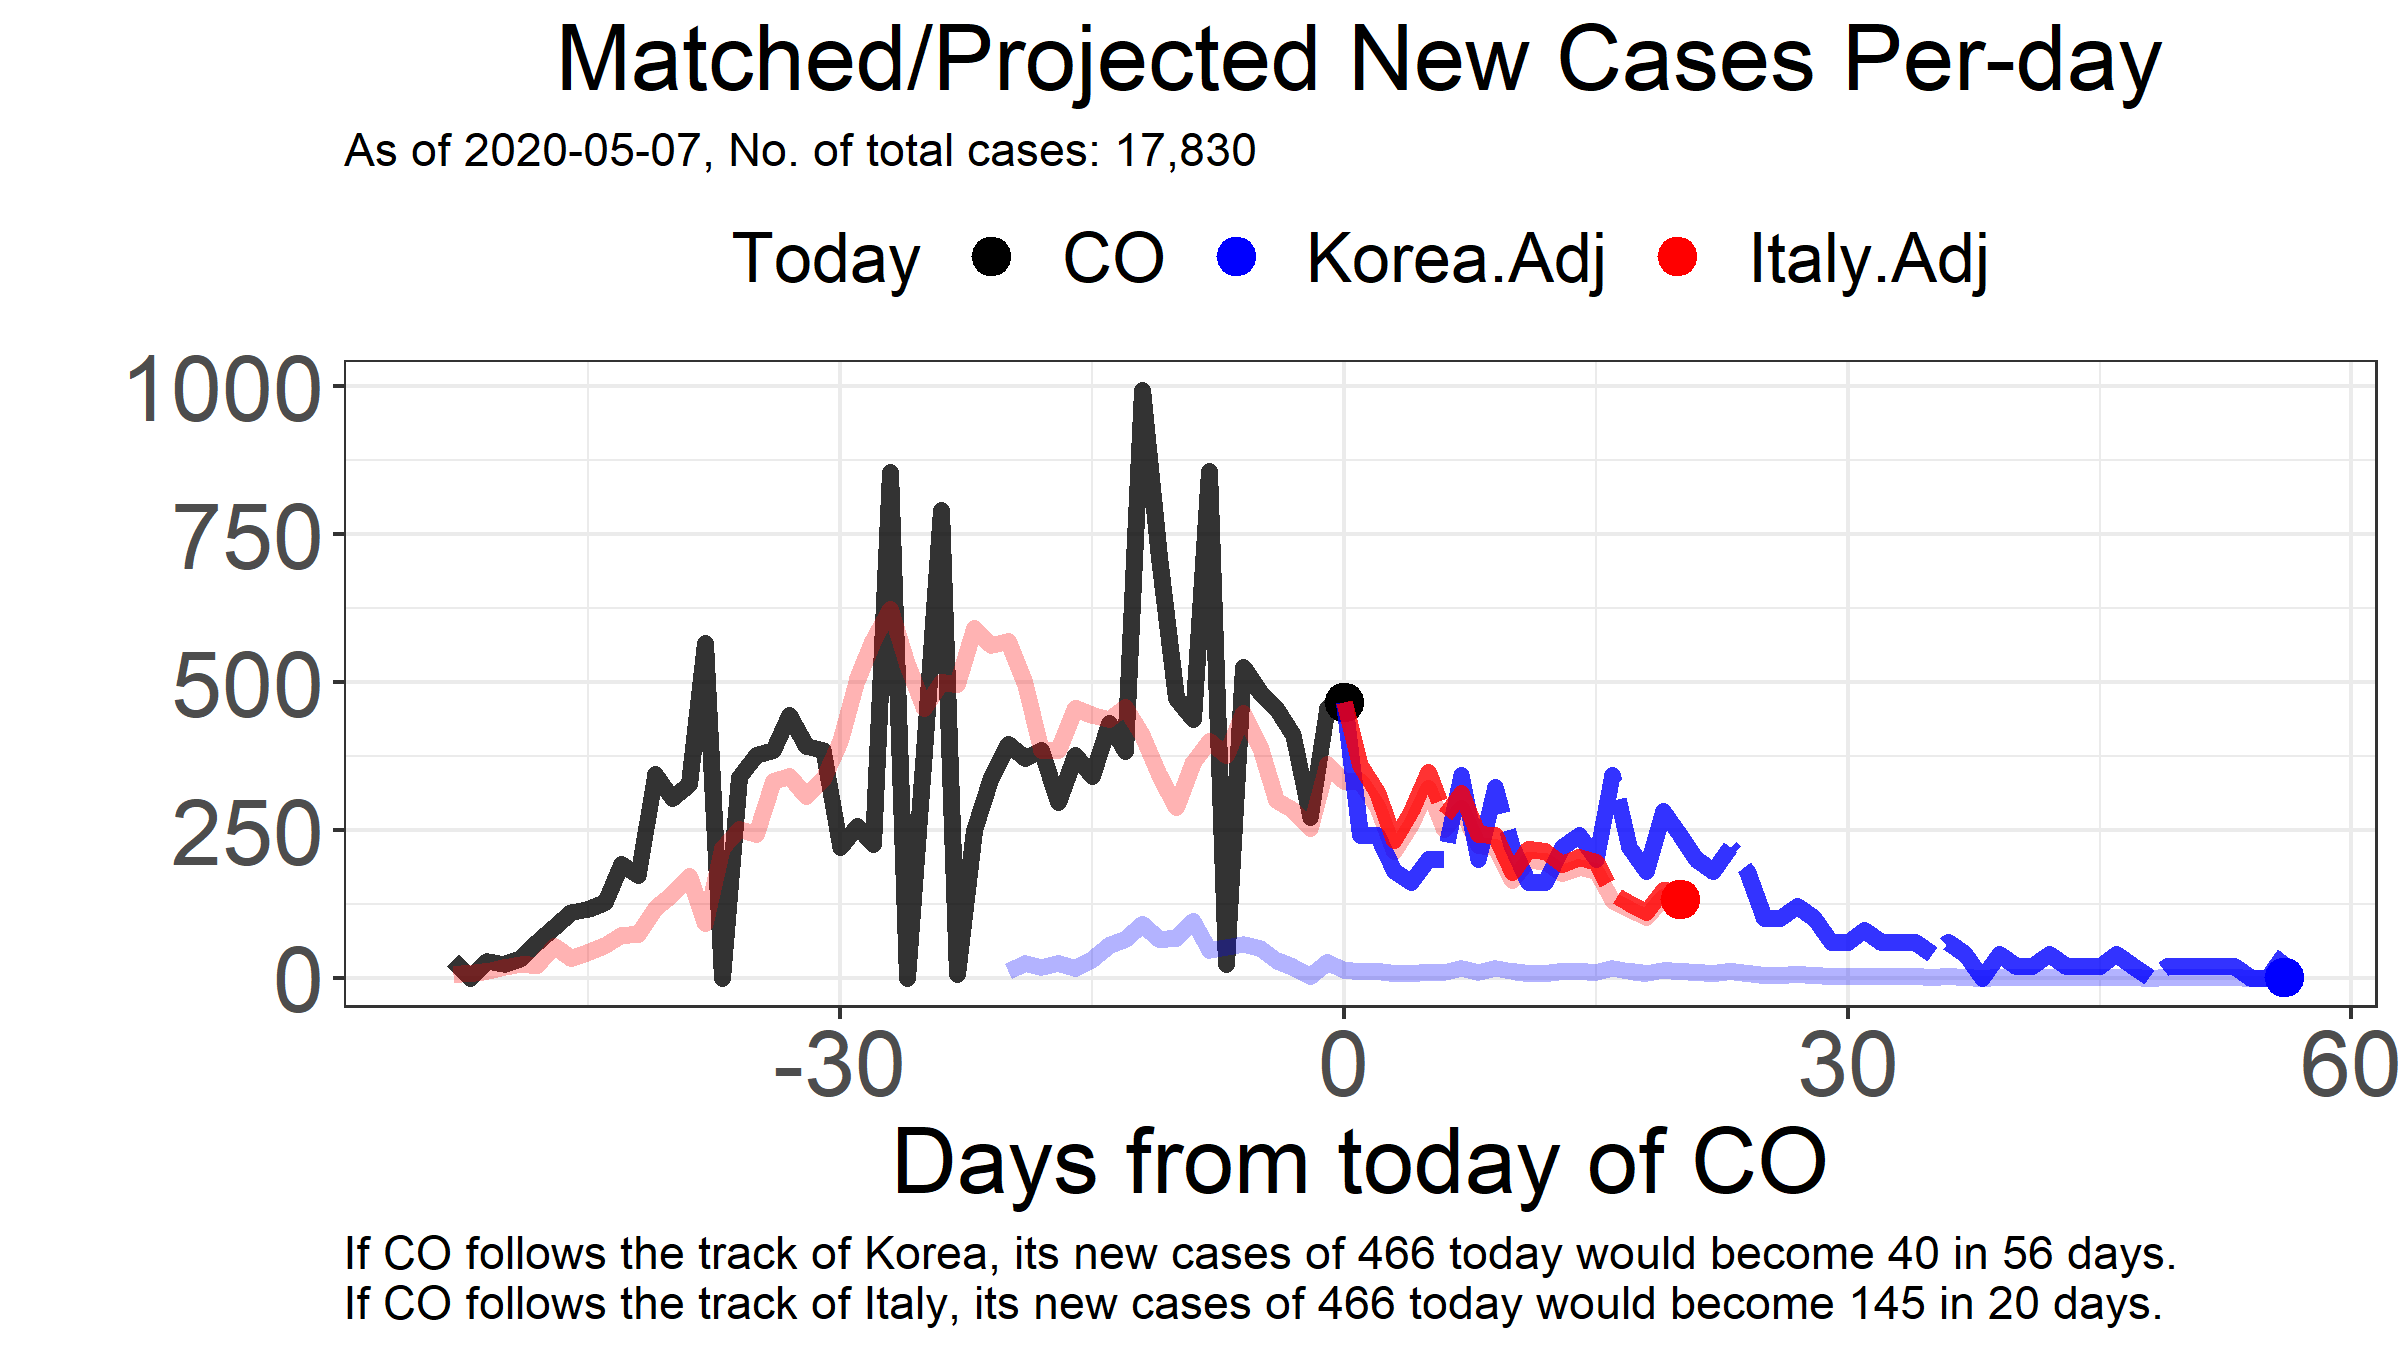 Matched/Projected New Cases Per-day
As of 2020-05-07, No. of total cases: 17,830
Today CO Korea.Adj Italy.Adj
1000
750
500
250
0
-30 0 30 60
Days from today of CO
If CO follows the track of Korea, its new cases of 466 today would become 40 in 56 days.
If CO follows the track of Italy, its new cases of 466 today would become 145 in 20 days.